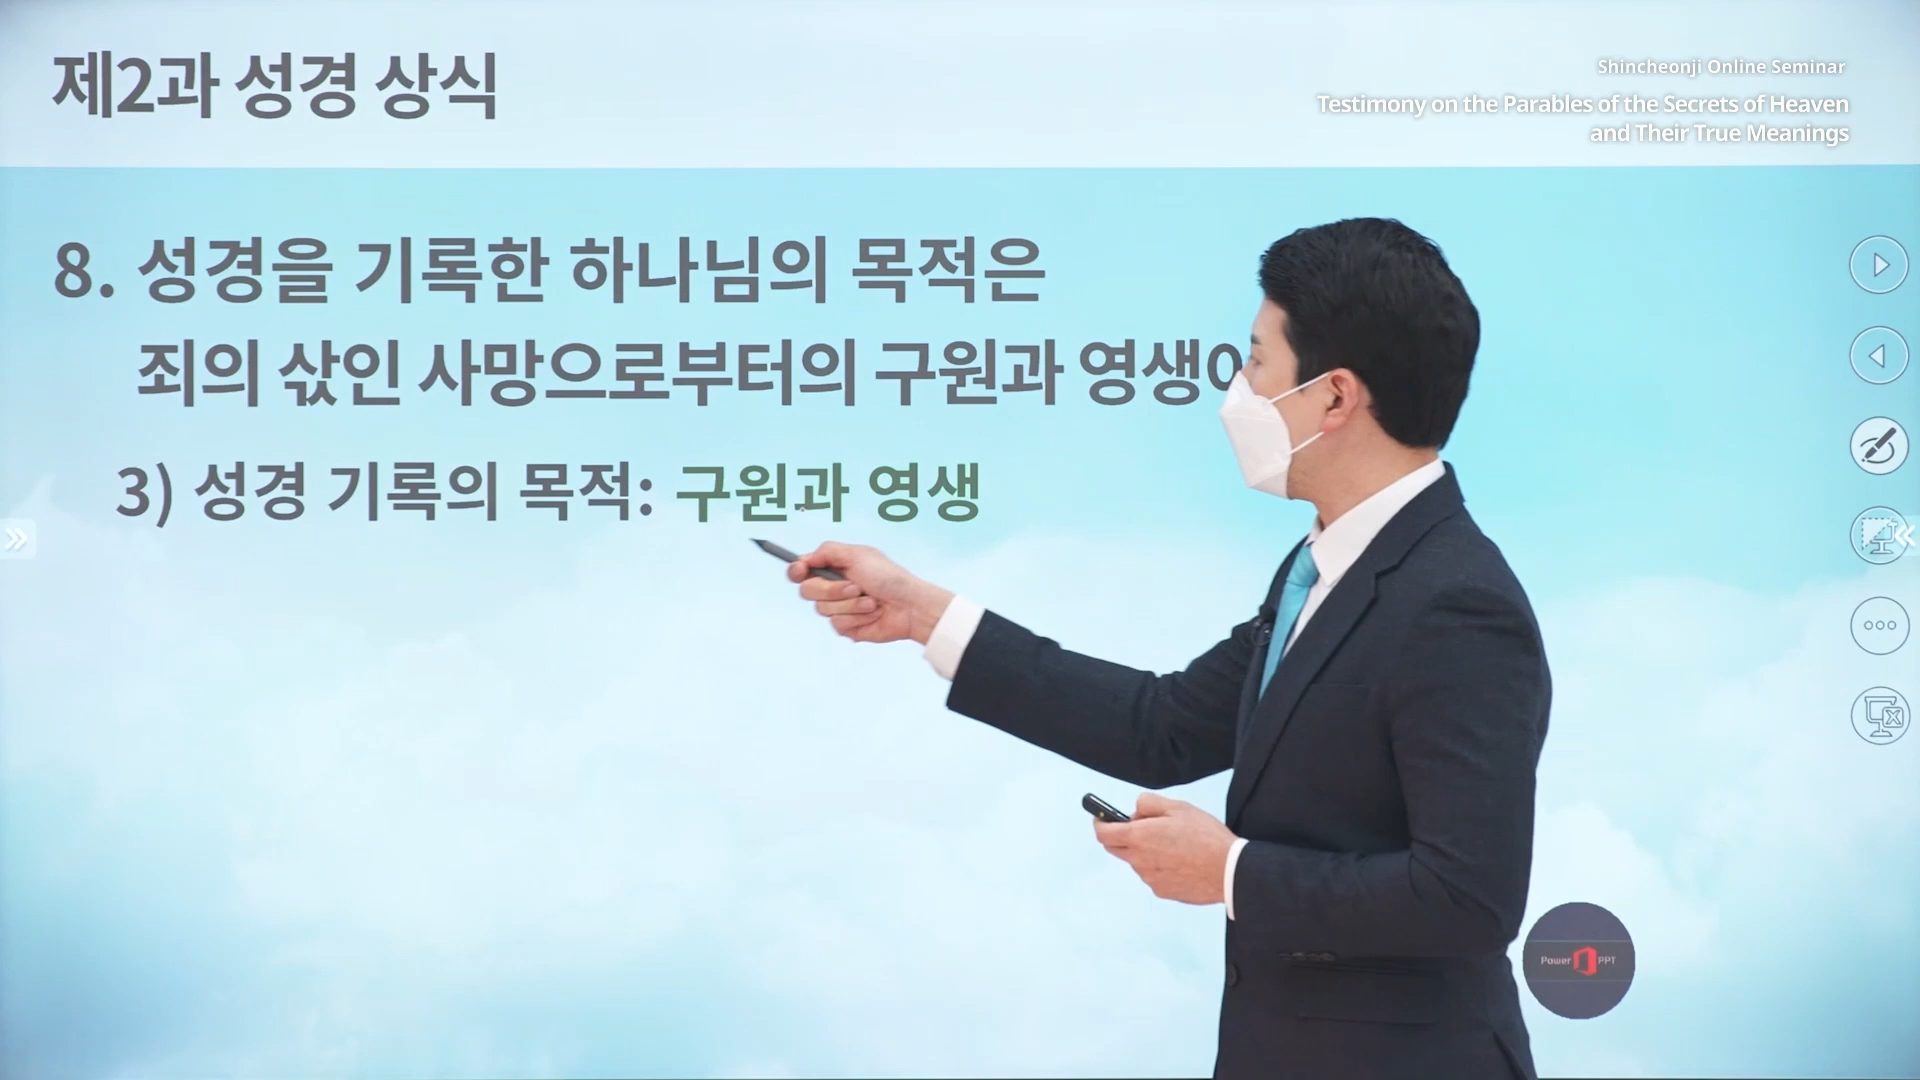 제2과 성경 상식
Shincheonji Online Seminar
Testimony on the Parables of the Secrets of Heaven
and Their True Meanings
8. 성경을 기록한 하나님의 목적은
죄의 삯인 사망으로부터의 구원과 영생이
3) 성경 기록의 목적: 구원과 영생
Power PPT